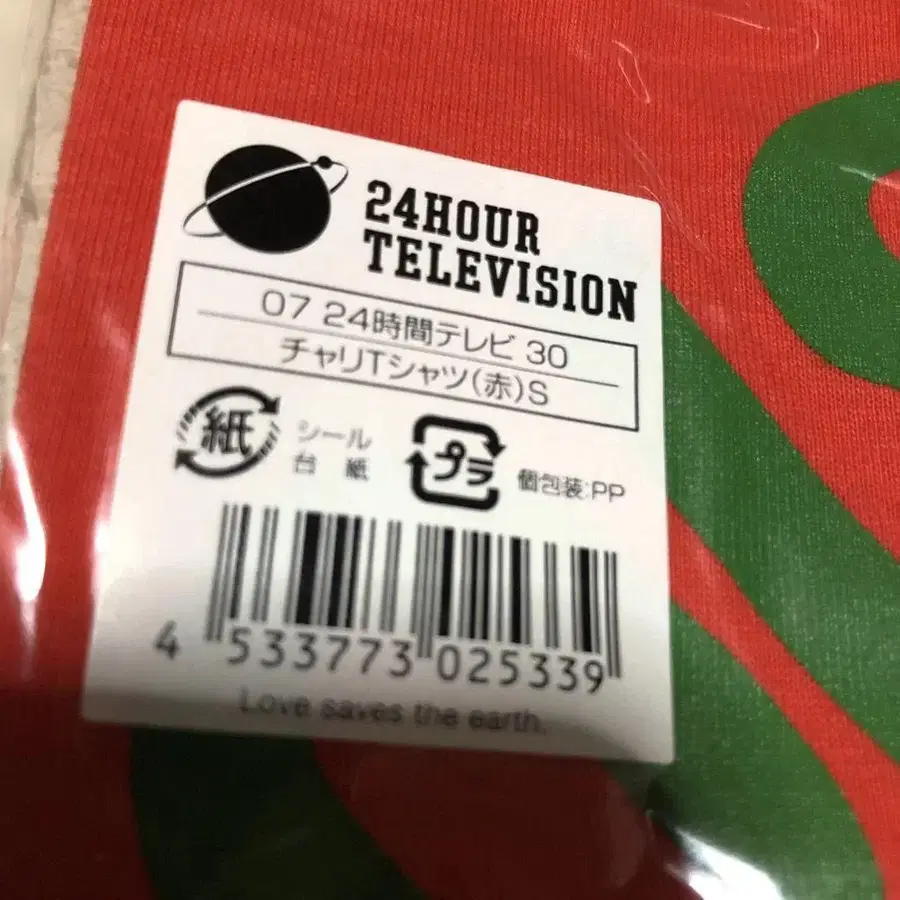 24HOUR
TELEVISION
07 24時間テレビ 30
チャリTシャツ(赤)S
紙
シール
台 紙
プラ
個包装:PP
4 533773 025339
Love saves the earth.